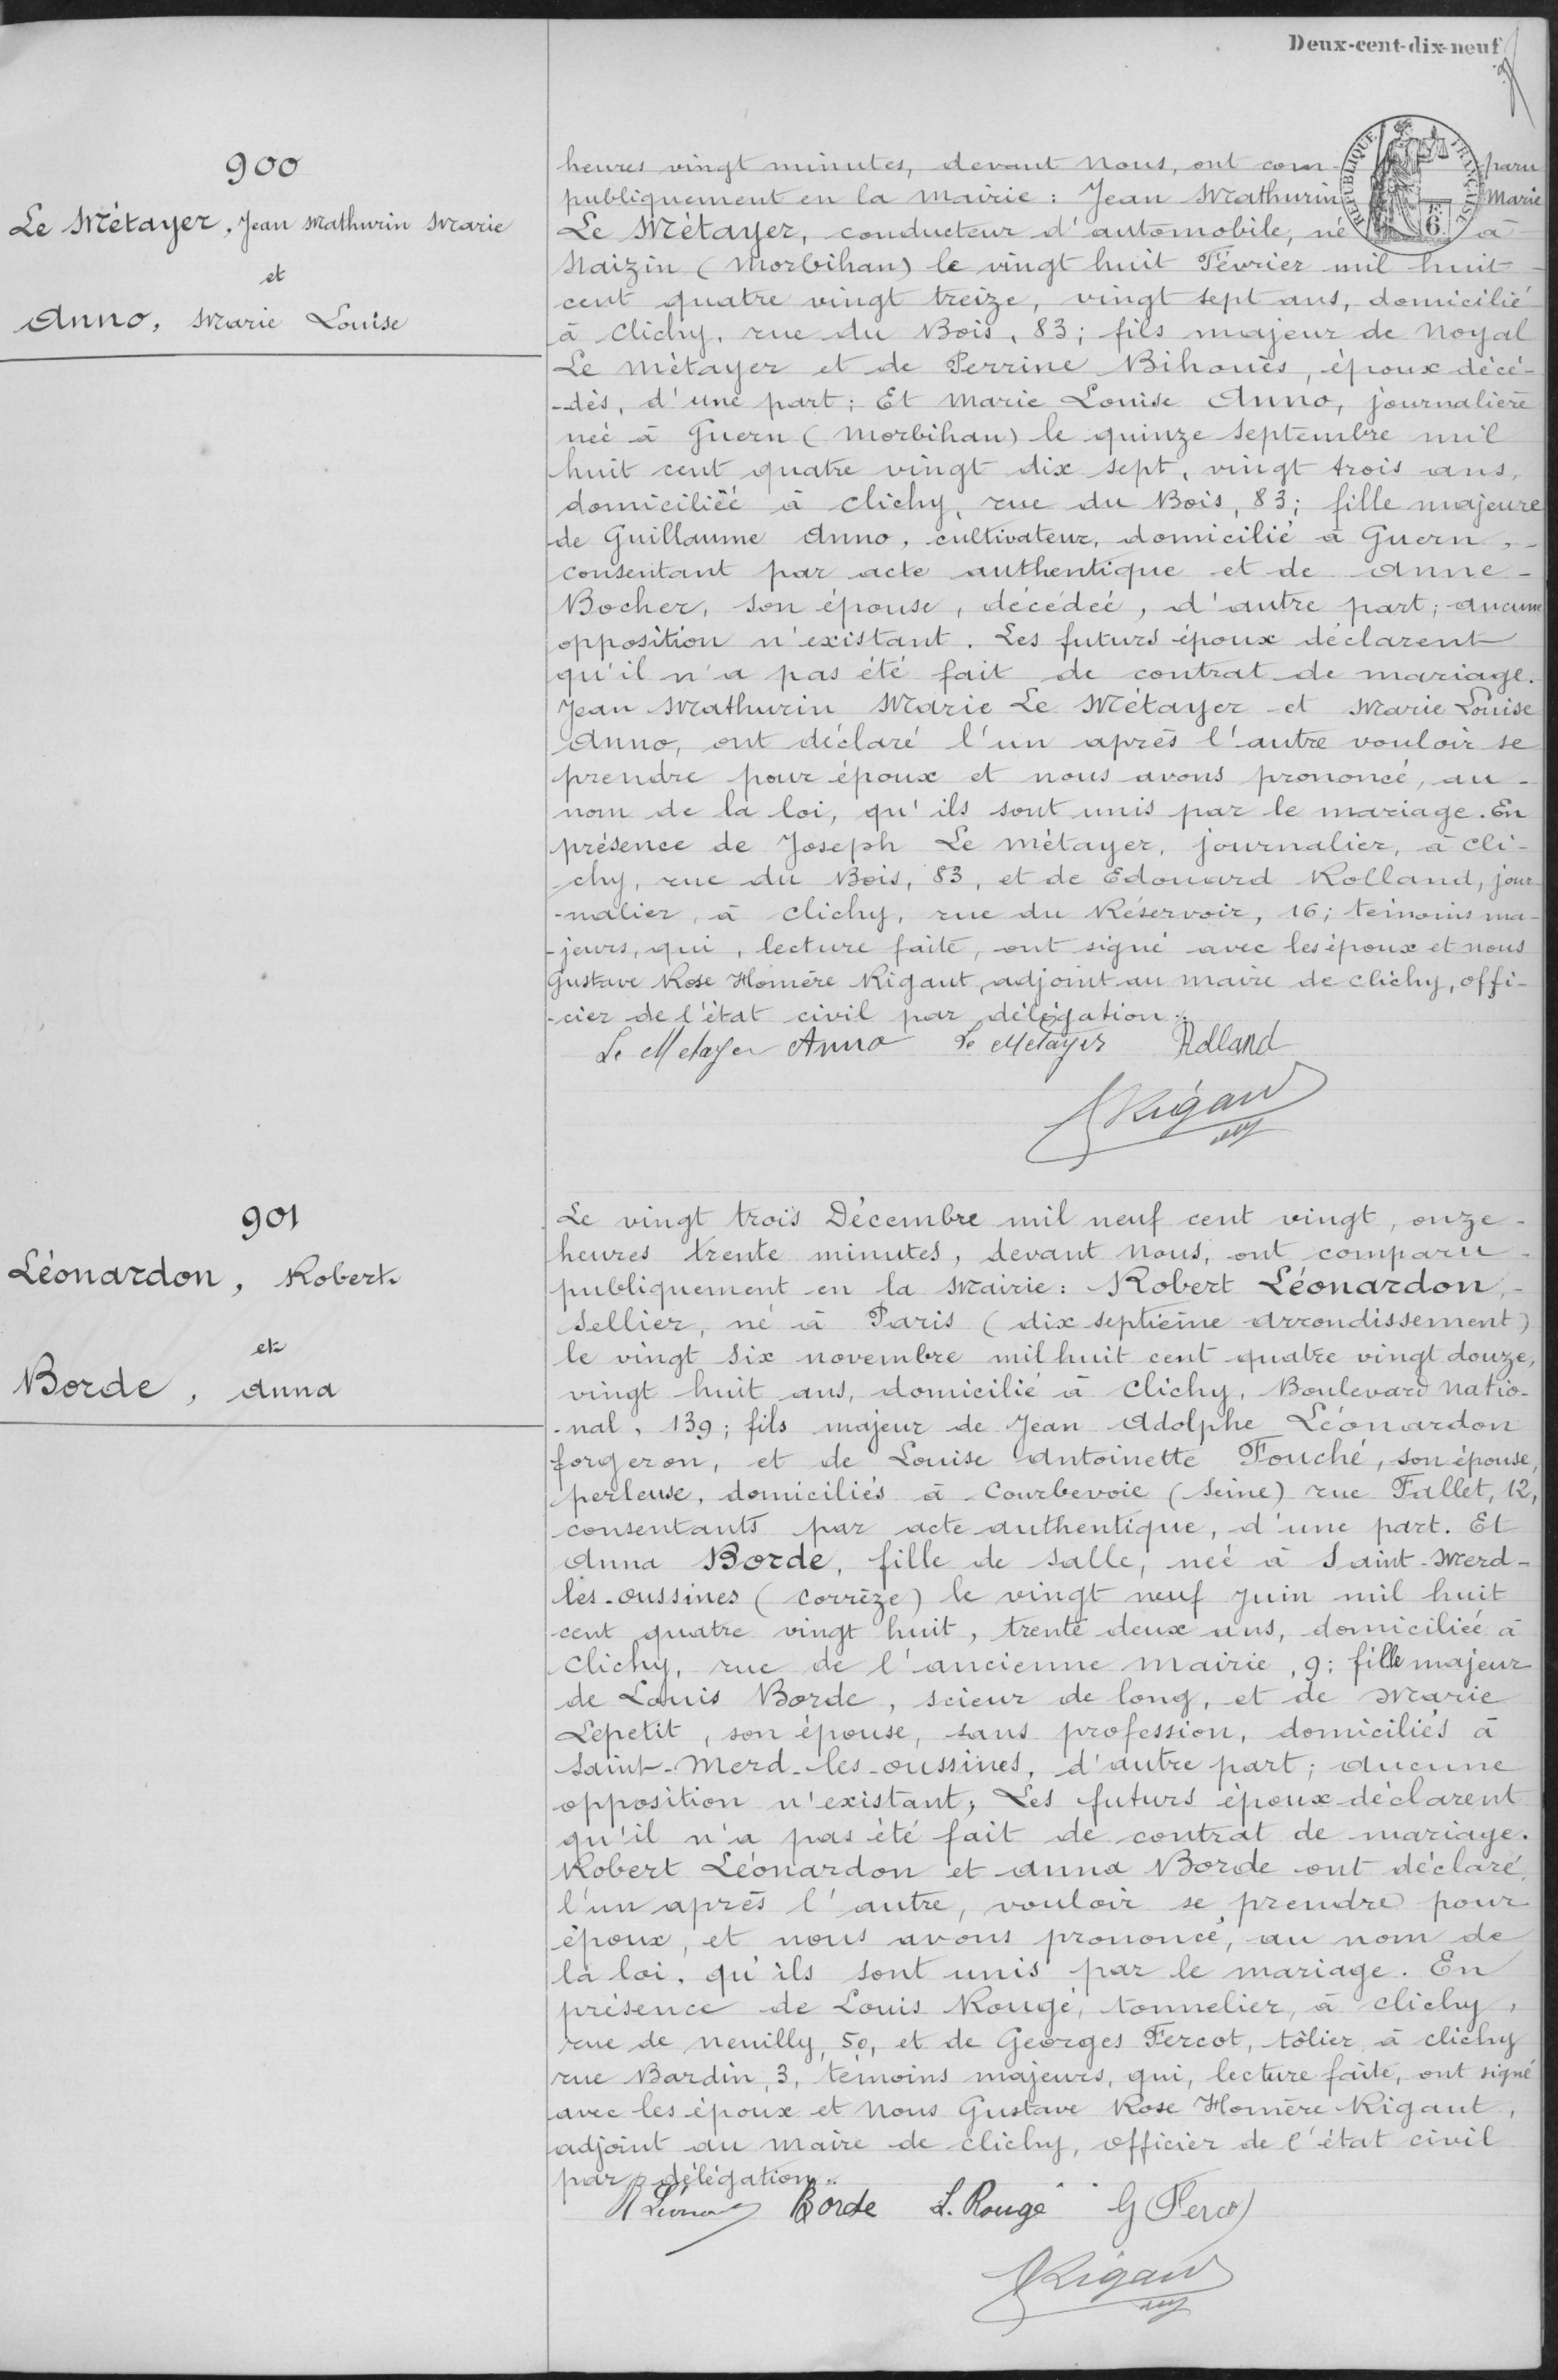 Deux-cent-dix-neuf
900
Le Métayer, Jean Mathurin Marie
et
Anno, Marie Louise
heures vingt minutes, devant Nous, ont com- paru
publiquement en la Mairie : Jean Mathurin Marie
Le Métayer, conducteur d'automobile, né à
Naizin (Morbihan) le vingt huit Février mil huit
cent quatre vingt treize, vingt sept ans, domicilié
à Clichy, rue du Bois, 83; fils majeur de Noyal
Le Métayer et de Perrine Bihoués, époux décé-
-dés, d'une part; Et Marie Louise Anno, journalière
née à Guern (Morbihan) le quinze Septembre mil
huit cent quatre vingt dix sept, vingt trois ans,
domiciliée à Clichy, rue du Bois, 83; fille majeure
de Guillaume Anno, cultivateur, domicilié à Guern, -
consentant par acte authentique et de Anne -
Bocher, son épouse, décédée, d'autre part; aucune
opposition n'existant. Les futurs époux déclarent
qu'il n'a pas été fait de contrat de mariage.
Jean Mathurin Marie Le Métayer et Marie Louise
Anno, ont déclaré l'un après l'autre vouloir se
prendre pour époux et nous avons prononcé, au -
nom de la loi, qu'ils sont unis par le mariage. En
présence de Joseph Le Métayer, journalier, à Cli-
-chy, rue du Bois, 83, et de Edouard Rolland, jour-
-nalier, à Clichy, rue du Réservoir, 16; témoins ma-
-jeurs, qui, lecture faite, ont signé avec les époux et nous
Gustave Rose Homère Rigaut, adjoint au maire de Clichy, offi-
-cier de l'état civil par délégation.
Le Metayer Anno Le Metayer Rolland
Rigaut
RÉPUBLIQUE FRANÇAISE
6
901
Léonardon, Robert
et
Borde, Anna
Le vingt trois Décembre mil neuf cent vingt, onze -
heures trente minutes, devant Nous, ont comparu -
publiquement en la Mairie : Robert Léonardon, -
Sellier, né à Paris (dix septième arrondissement)
le vingt six novembre mil huit cent quatre vingt douze,
vingt huit ans, domicilié à Clichy, Boulevard Natio-
-nal, 139; fils majeur de Jean Adolphe Léonardon
forgeron, et de Louise Antoinette Fouché, son épouse,
perleuse, domiciliés à Courbevoie (Seine) rue Fallet, 12,
consentants par acte authentique, d'une part. Et
Anna Borde, fille de salle, née à Saint-Merd-
les-oussines (Corrèze) le vingt neuf Juin mil huit
cent quatre vingt huit, trente deux ans, domiciliée à
Clichy, rue de l'ancienne mairie, 9; fille majeur
de Louis Borde, scieur de long, et de Marie
Lepetit, son épouse, sans profession, domiciliés à
Saint-Merd-les-oussines, d'autre part; aucune
opposition n'existant; Les futurs époux déclarent
qu'il n'a pas été fait de contrat de mariage.
Robert Léonardon et Anna Borde ont déclaré
l'un après l'autre, vouloir se prendre pour
époux, et nous avons prononcé, au nom de
la loi, qu'ils sont unis par le mariage. En
présence de Louis Rougé, tonnelier, à Clichy,
rue de Neuilly, 50, et de Georges Fercot, tôlier à Clichy
rue Bardin, 3, témoins majeurs, qui, lecture faite, ont signé
avec les époux et Nous Gustave Rose Homère Rigaut,
adjoint au Maire de Clichy, Officier de l'état civil
par délégation.
Borde L. Rougé G Fercot
Rigaut